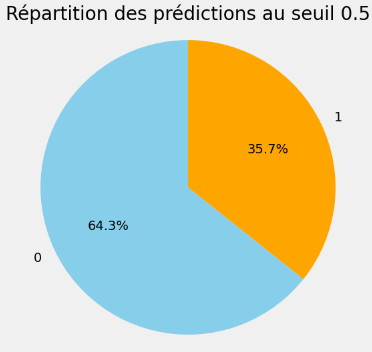 Répartition des prédictions au seuil 0.5
1
35.7%
64.3%
0